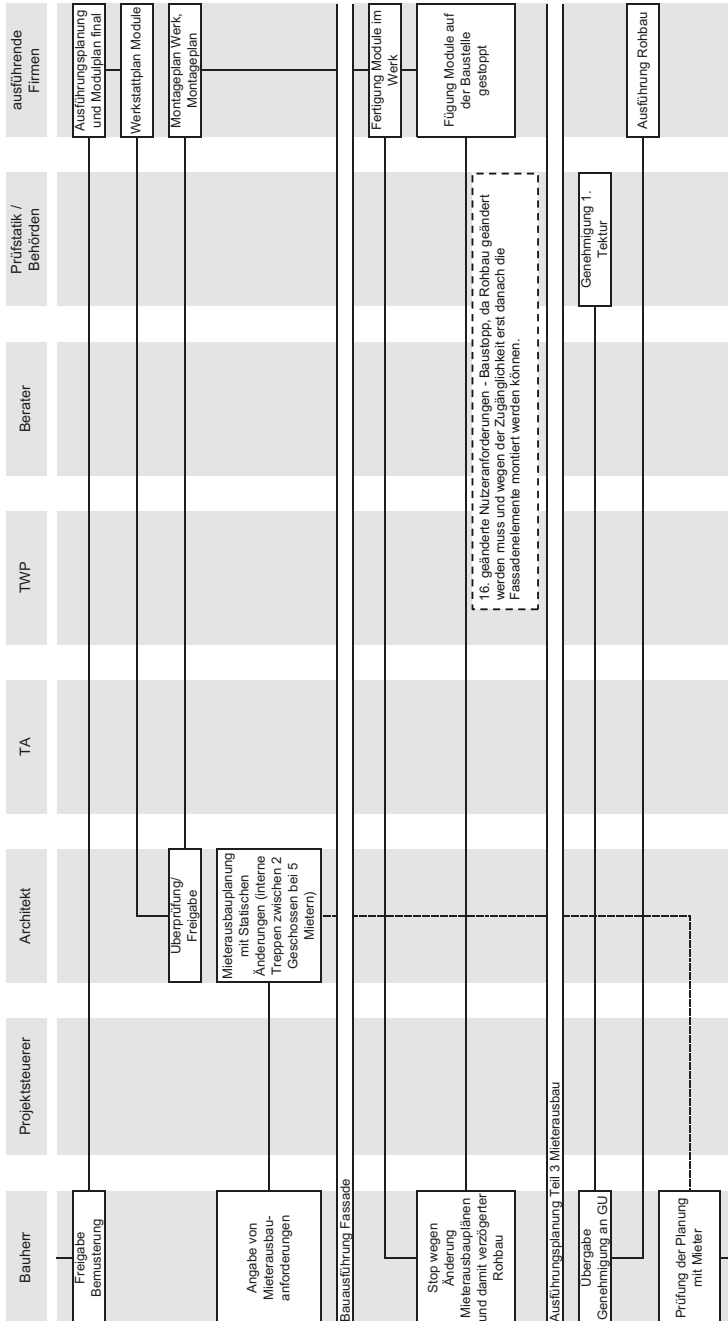 Bauherr
Projektsteuerer
Architekt
TA
TWP
Berater
Prüfstatik /
Behörden
ausführende
Firmen
Freigabe
Bemusterung
Ausführungsplanung
und Modulplan final
Werkstattplan Module
Überprüfung/
Freigabe
Montageplan Werk,
Montageplan
Angabe von
Mieterausbau-
anforderungen
Mieterausbauplanung
mit Statischen
Änderungen (interne
Treppen zwischen 2
Geschossen bei 5
Mietern)
Bauausführung Fassade
Fertigung Module im
Werk
Stop wegen
Änderung
Mieterausbauplänen
und damit verzögerter
Rohbau
Fügung Module auf
der Baustelle
gestoppt
16. geänderte Nutzeranforderungen - Baustopp, da Rohbau geändert
werden muss und wegen der Zugänglichkeit erst danach die
Fassadenelemente montiert werden können.
Ausführungsplanung Teil 3 Mieterausbau
Übergabe
Genehmigung an GU
Genehmigung 1.
Tektur
Ausführung Rohbau
Prüfung der Planung
mit Mieter